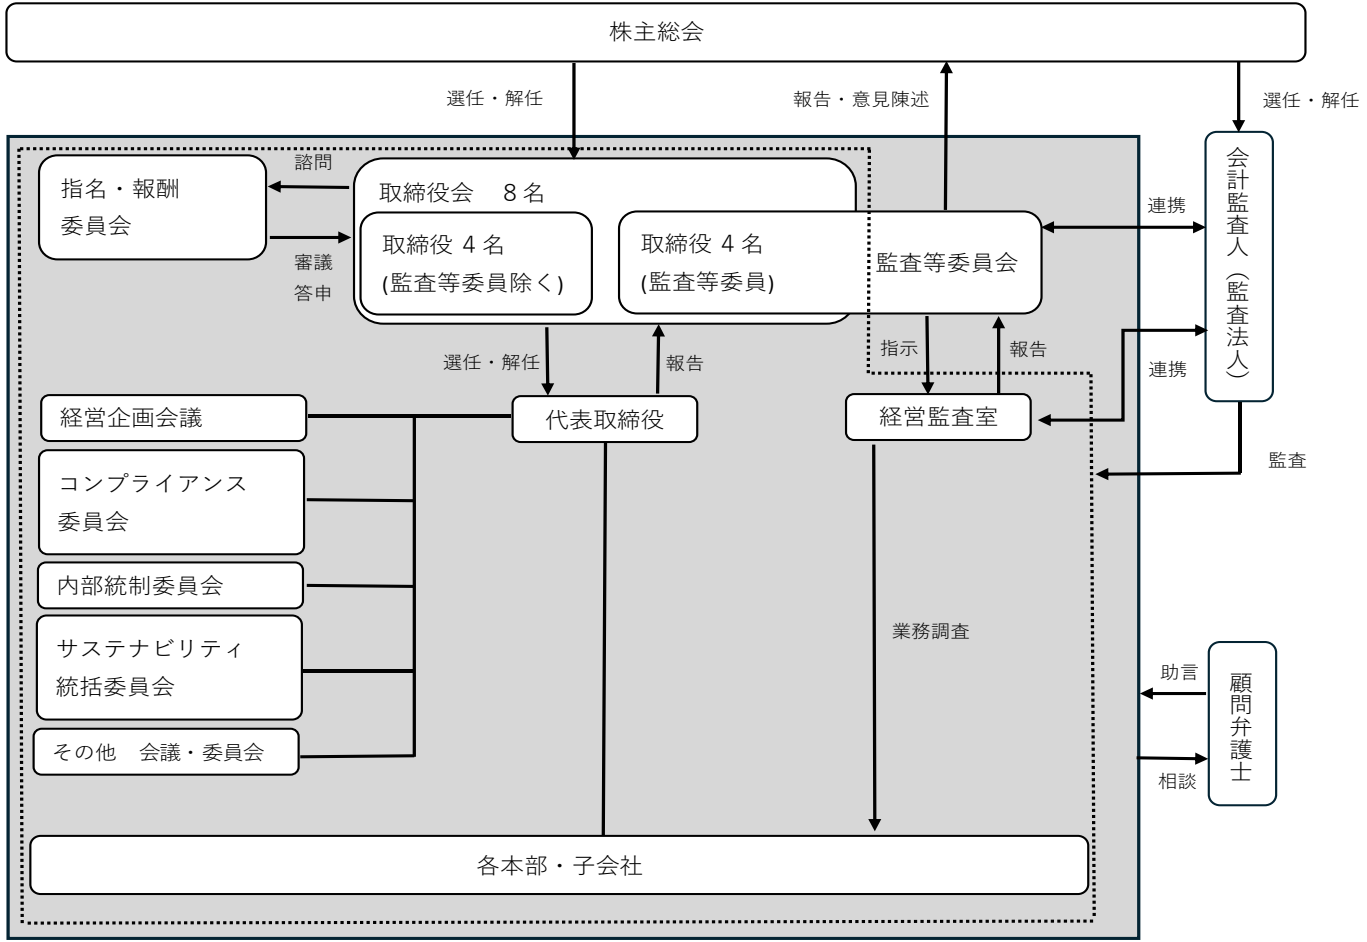 株主総会
選任・解任
報告・意見陳述
選任・解任
指名・報酬
委員会
諮問
審議
答申
取締役会　8名
取締役 4 名
(監査等委員除く)
取締役 4 名
(監査等委員)
監査等委員会
連携
会計監査人（監査法人）
選任・解任
報告
指示
報告
連携
経営企画会議
代表取締役
経営監査室
監査
コンプライアンス
委員会
内部統制委員会
サステナビリティ
統括委員会
その他　会議・委員会
業務調査
助言
顧問弁護士
相談
各本部・子会社